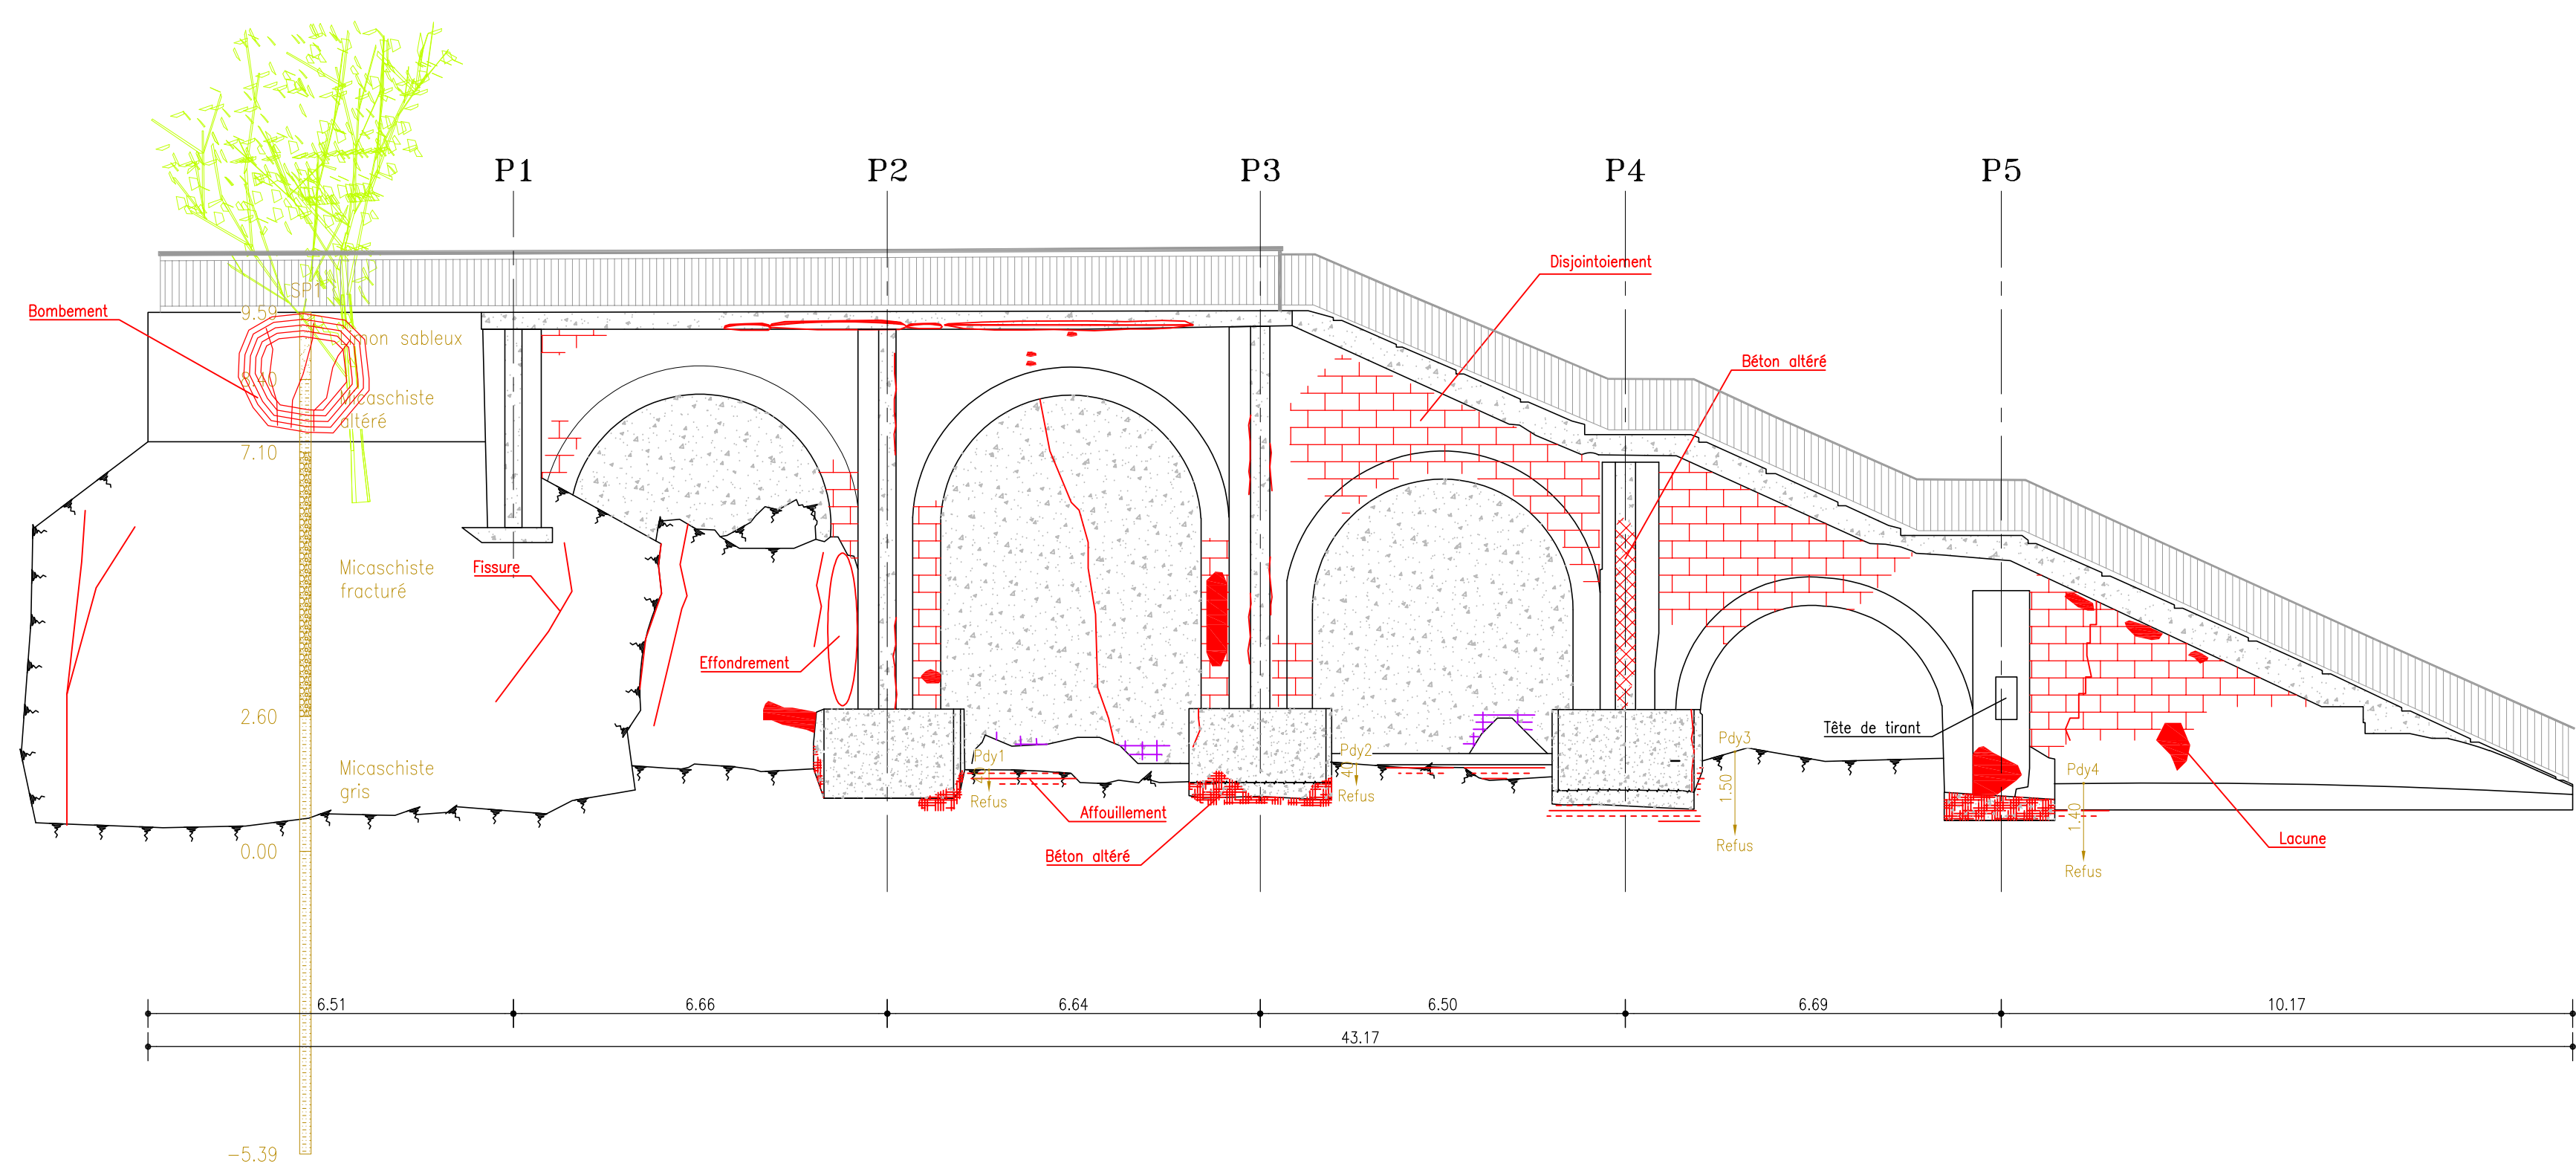 P1
P2
P3
P4
P5
Disjointoiement
SP1
Bombement
9.59
sableux
Béton altéré
Micaschiste
altéré
7.10
Fissure
Micaschiste
fracturé
Effondrement
2.60
Tête de tirant
Pdy1
Pdy2
Pdy3
Pdy4
Micaschiste
gris
40
1.50
Refus
Refus
Affouillement
1.40
Refus
Lacune
0.00
Béton altéré
Refus
6.51
6.66
6.64
6.50
6.69
10.17
43.17
-5.39